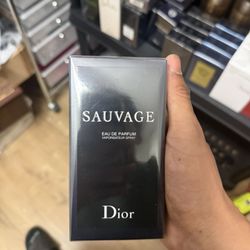 SAUVAGE
EAU DE PARFUM
VAPORISATEUR SPRAY
Dior